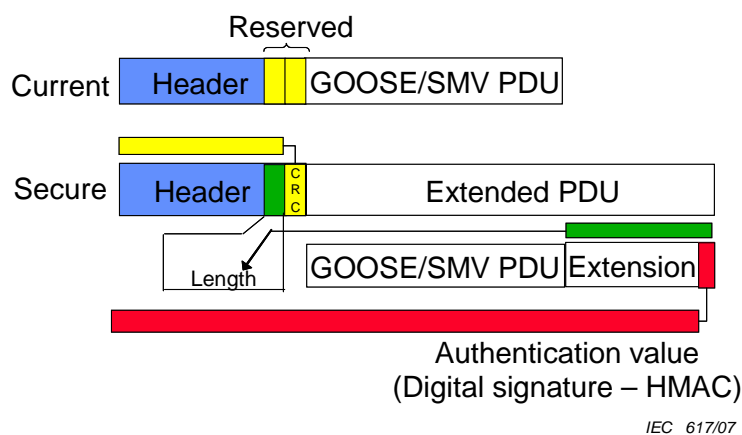 Reserved
Current Header GOOSE/SMV PDU
Secure Header CRC Extended PDU
Length GOOSE/SMV PDU Extension
Authentication value
(Digital signature – HMAC)
IEC 617/07